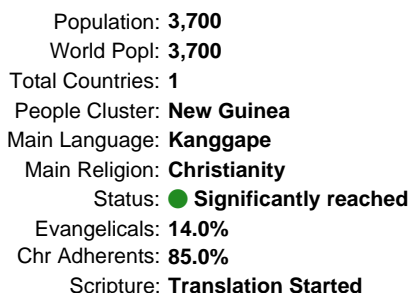 Population: 3,700
World Popl: 3,700
Total Countries: 1
People Cluster: New Guinea
Main Language: Kanggape
Main Religion: Christianity
Status: Significantly reached
Evangelicals: 14.0%
Chr Adherents: 85.0%
Scripture: Translation Started